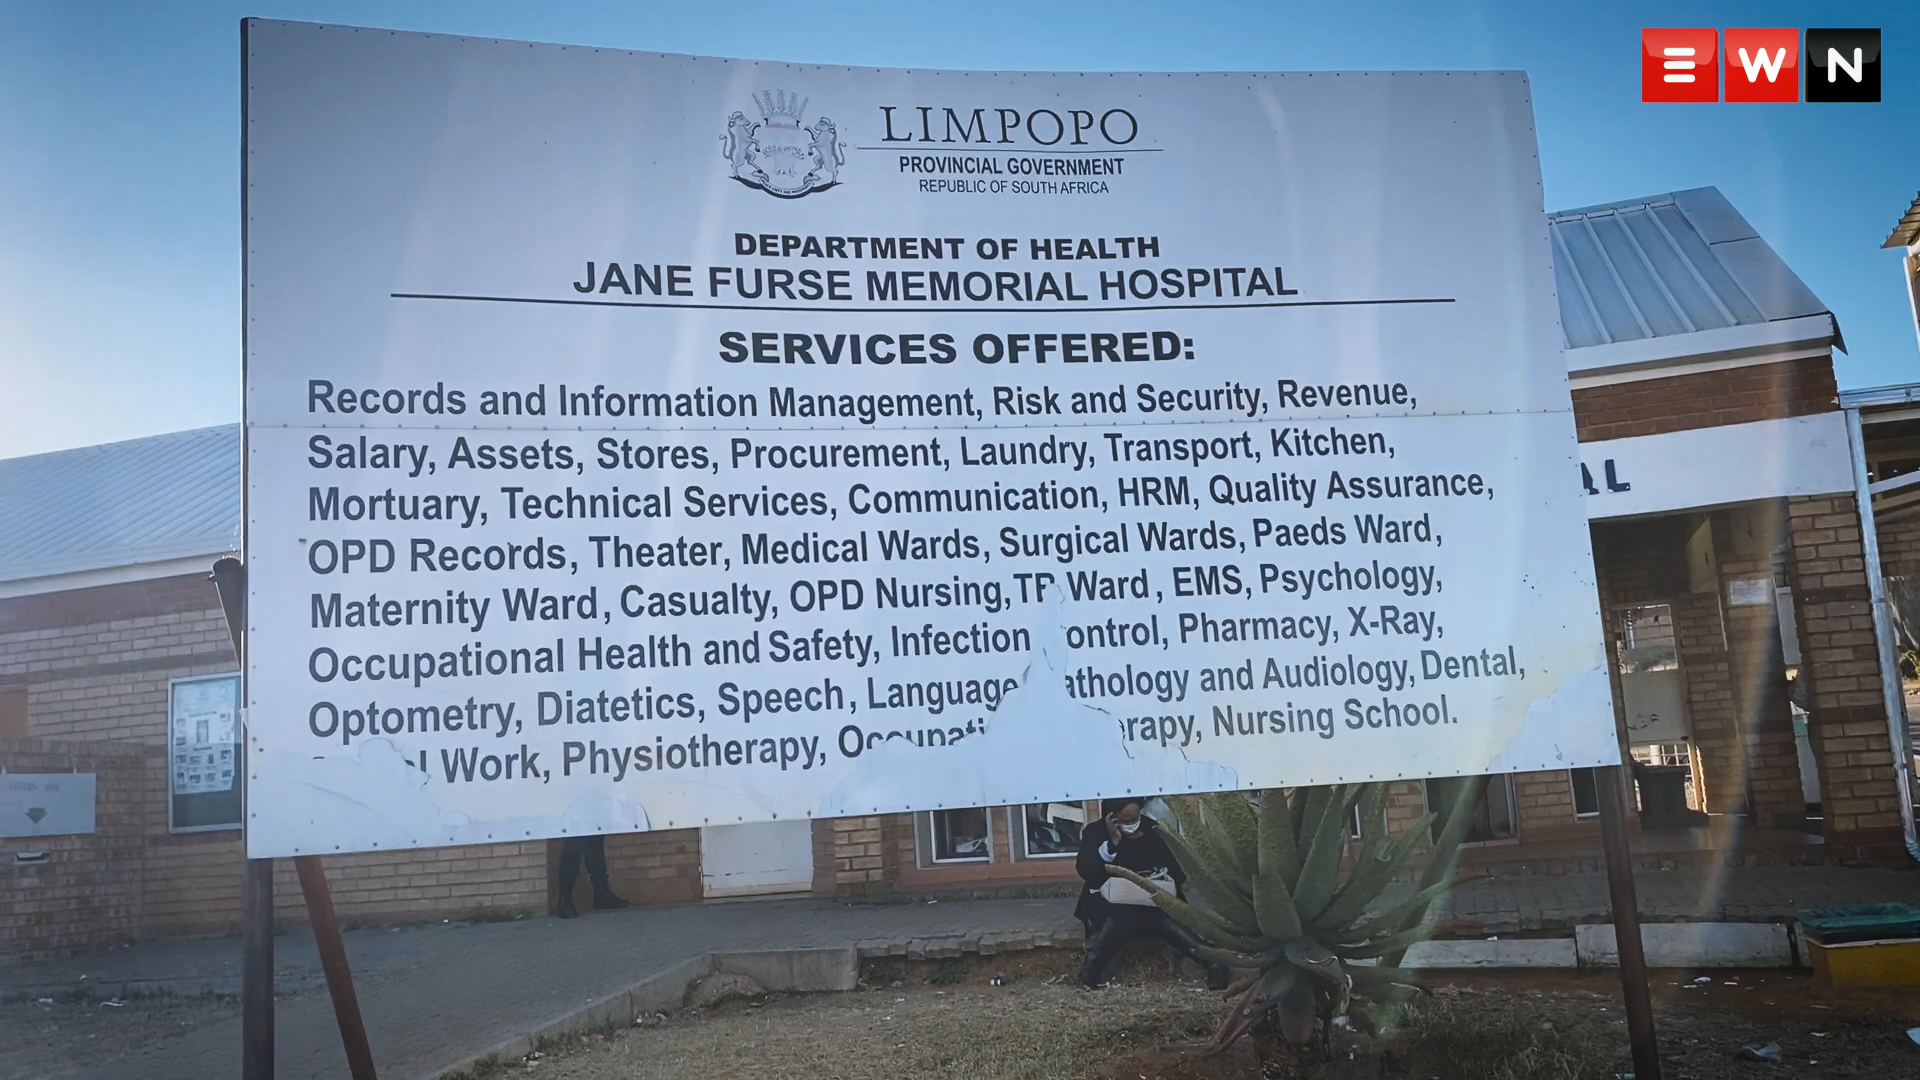 EWN
LIMPOPO
PROVINCIAL GOVERNMENT
REPUBLIC OF SOUTH AFRICA
DEPARTMENT OF HEALTH
JANE FURSE MEMORIAL HOSPITAL
SERVICES OFFERED:
Records and Information Management, Risk and Security, Revenue,
Salary, Assets, Stores, Procurement, Laundry, Transport, Kitchen,
Mortuary, Technical Services, Communication, HRM, Quality Assurance,
OPD Records, Theater, Medical Wards, Surgical Wards, Paeds Ward,
Maternity Ward, Casualty, OPD Nursing, Ward, EMS, Psychology,
Occupational Health and Safety, Infection ontrol, Pharmacy, X-Ray,
Optometry, Diatetics, Speech, Language athology and Audiology, Dental,
Work, Physiotherapy, rapy, Nursing School.
AL